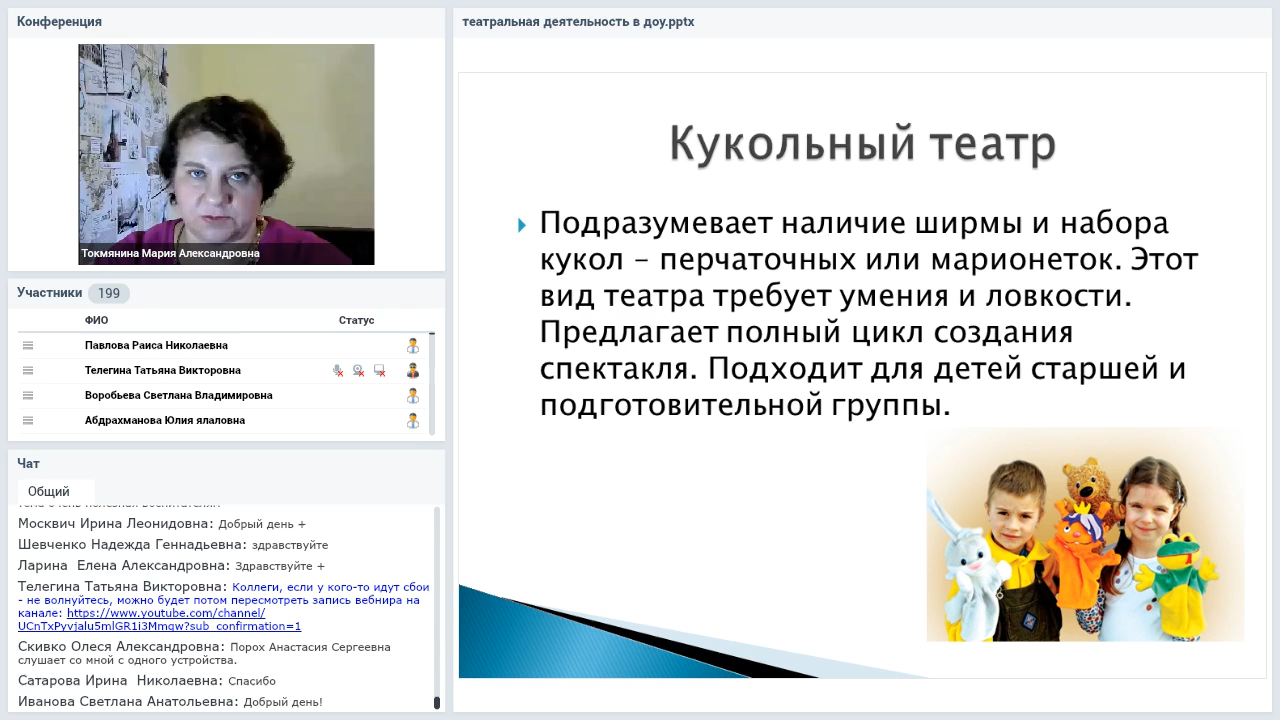 Конференция
Токмянина Мария Александровна
Участники 199
ФИО Статус
Павлова Раиса Николаевна
Телегина Татьяна Викторовна
Воробьева Светлана Владимировна
Абдрахманова Юлия ялаловна
Чат
Общий
Москвич Ирина Леонидовна: Добрый день +
Шевченко Надежда Геннадьевна: здравствуйте
Ларина Елена Александровна: Здравствуйте +
Телегина Татьяна Викторовна: Коллеги, если у кого-то идут сбои
- не волнуйтесь, можно будет потом пересмотреть запись вебнира на
канале: https://www.youtube.com/channel/
UCnTxPyvjalu5mlGR1i3Mmqw?sub_confirmation=1
Скивко Олеся Александровна: Порох Анастасия Сергеевна
слушает со мной с одного устройства.
Сатарова Ирина Николаевна: Спасибо
Иванова Светлана Анатольевна: Добрый день!
театральная деятельность в доу.pptx
Кукольный театр
Подразумевает наличие ширмы и набора
кукол – перчаточных или марионеток. Этот
вид театра требует умения и ловкости.
Предлагает полный цикл создания
спектакля. Подходит для детей старшей и
подготовительной группы.